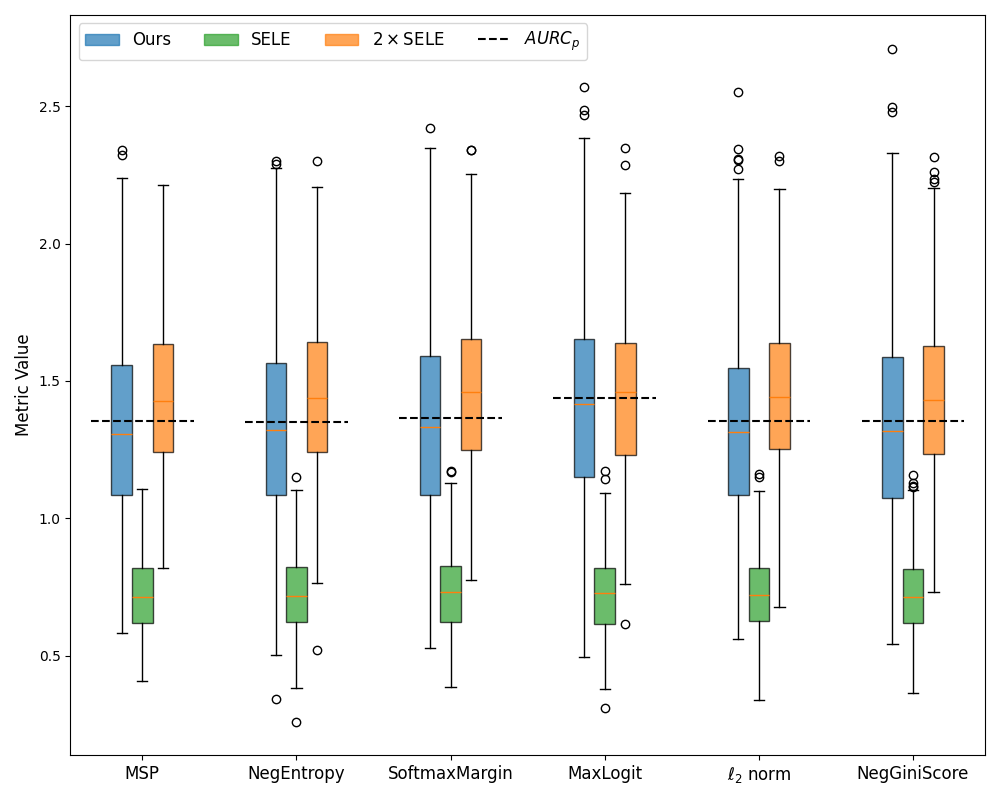 Ours SELE 2 × SELE AURCₚ
Metric Value
2.5
2.0
1.5
1.0
0.5
MSP NegEntropy SoftmaxMargin MaxLogit ℓ₂ norm NegGiniScore